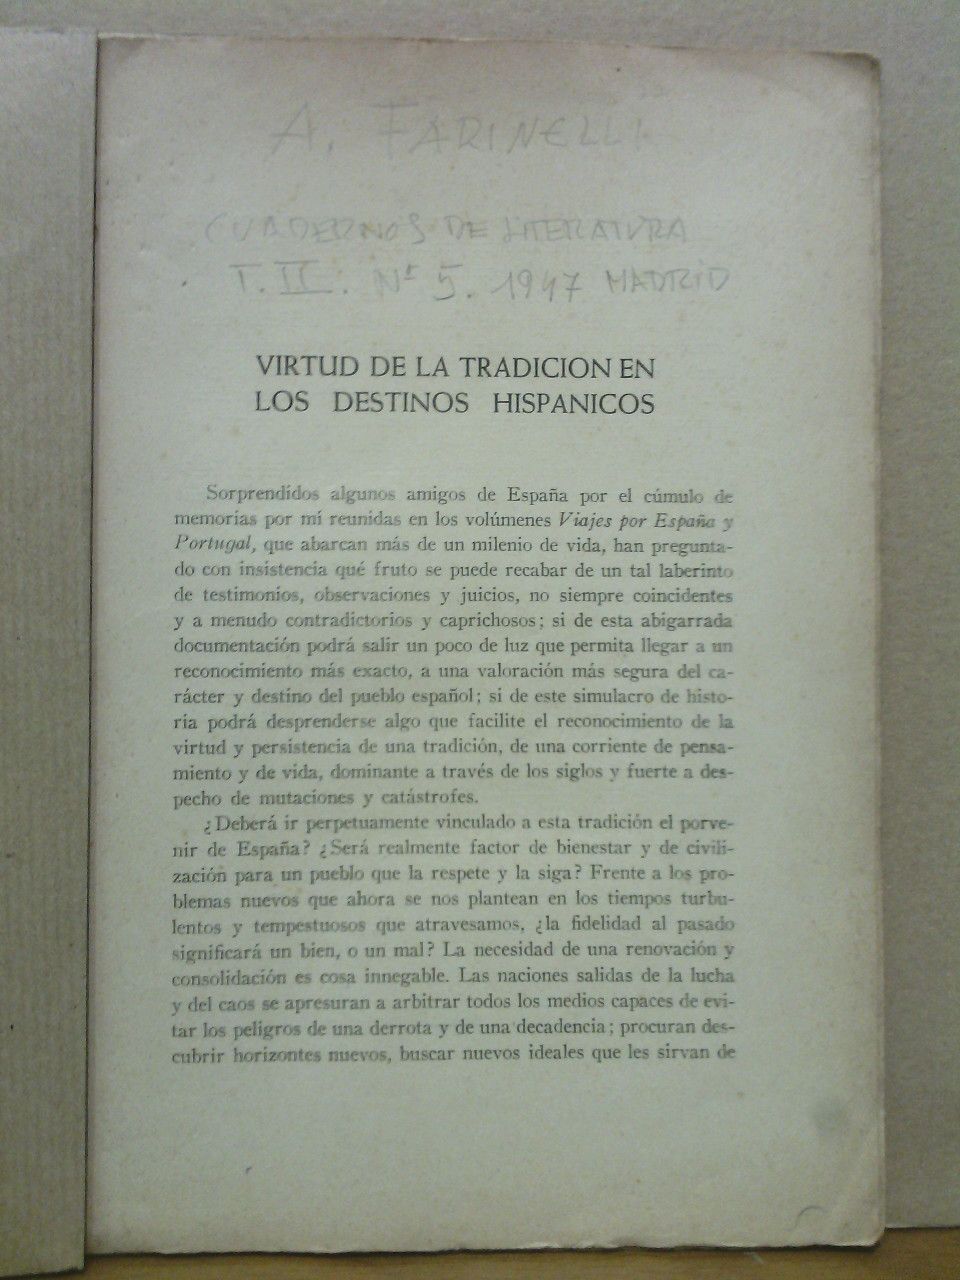 A. FARINELLI
CUADERNOS DE LITERATURA
T. II. Nº 5. 1947 MADRID
VIRTUD DE LA TRADICION EN
LOS DESTINOS HISPANICOS
Sorprendidos algunos amigos de España por el cúmulo de
memorias por mí reunidas en los volúmenes Viajes por España y
Portugal, que abarcan más de un milenio de vida, han pregunta-
do con insistencia qué fruto se puede recabar de un tal laberinto
de testimonios, observaciones y juicios, no siempre coincidentes
y a menudo contradictorios y caprichosos; si de esta abigarrada
documentación podrá salir un poco de luz que permita llegar a un
reconocimiento más exacto, a una valoración más segura del ca-
rácter y destino del pueblo español; si de este simulacro de histo-
ria podrá desprenderse algo que facilite el reconocimiento de la
virtud y persistencia de una tradición, de una corriente de pensa-
miento y de vida, dominante a través de los siglos y fuerte a des-
pecho de mutaciones y catástrofes.
¿Deberá ir perpetuamente vinculado a esta tradición el porve-
nir de España? ¿Será realmente factor de bienestar y de civili-
zación para un pueblo que la respete y la siga? Frente a los pro-
blemas nuevos que ahora se nos plantean en los tiempos turbu-
lentos y tempestuosos que atravesamos, ¿la fidelidad al pasado
significará un bien, o un mal? La necesidad de una renovación y
consolidación es cosa innegable. Las naciones salidas de la lucha
y del caos se apresuran a arbitrar todos los medios capaces de evi-
tar los peligros de una derrota y de una decadencia; procuran des-
cubrir horizontes nuevos, buscar nuevos ideales que les sirvan de